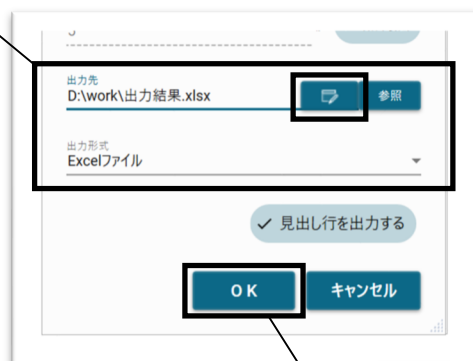 出力先
D:\work\出力結果.xlsx
参照
出力形式
Excelファイル
見出し行を出力する
OK
キャンセル